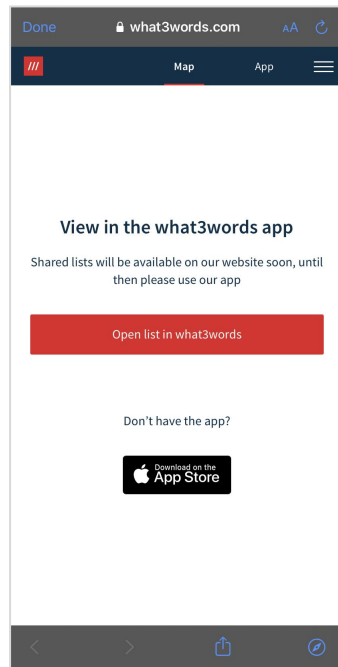 Done what3words.com AA
Map App
View in the what3words app
Shared lists will be available on our website soon, until
then please use our app
Open list in what3words
Don't have the app?
Download on the
App Store